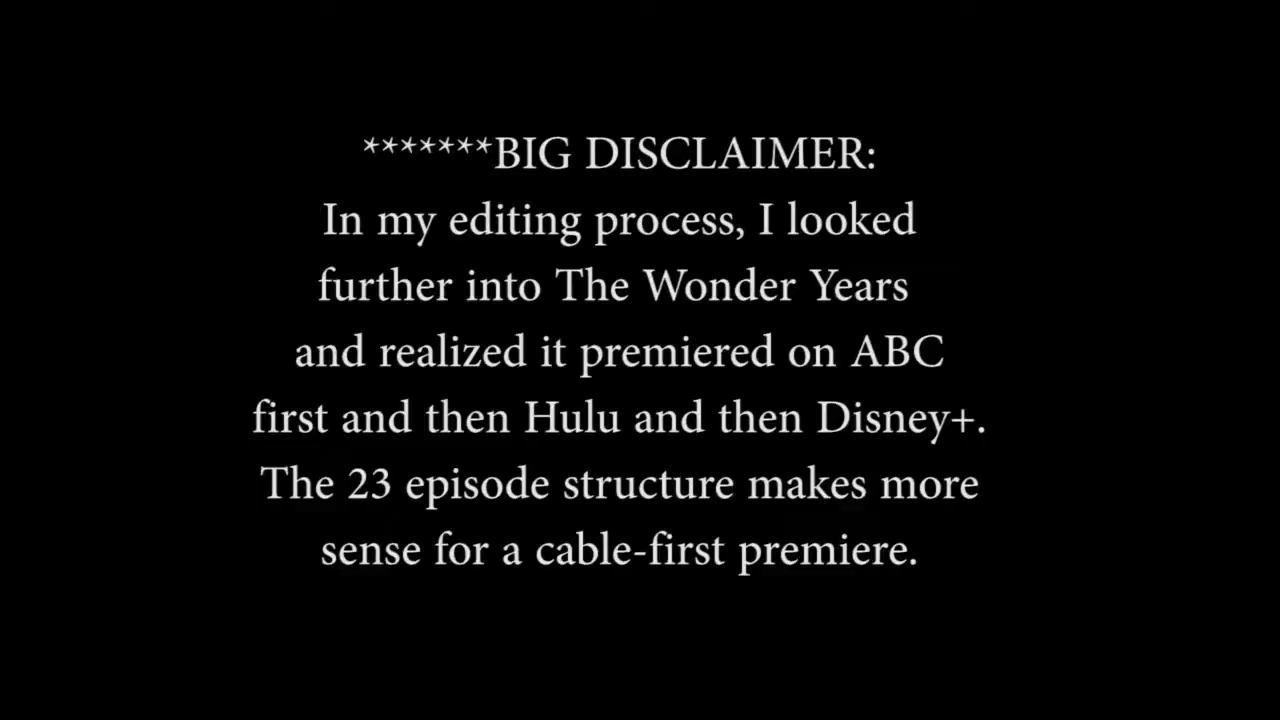 *******BIG DISCLAIMER:
In my editing process, I looked
further into The Wonder Years
and realized it premiered on ABC
first and then Hulu and then Disney+.
The 23 episode structure makes more
sense for a cable-first premiere.